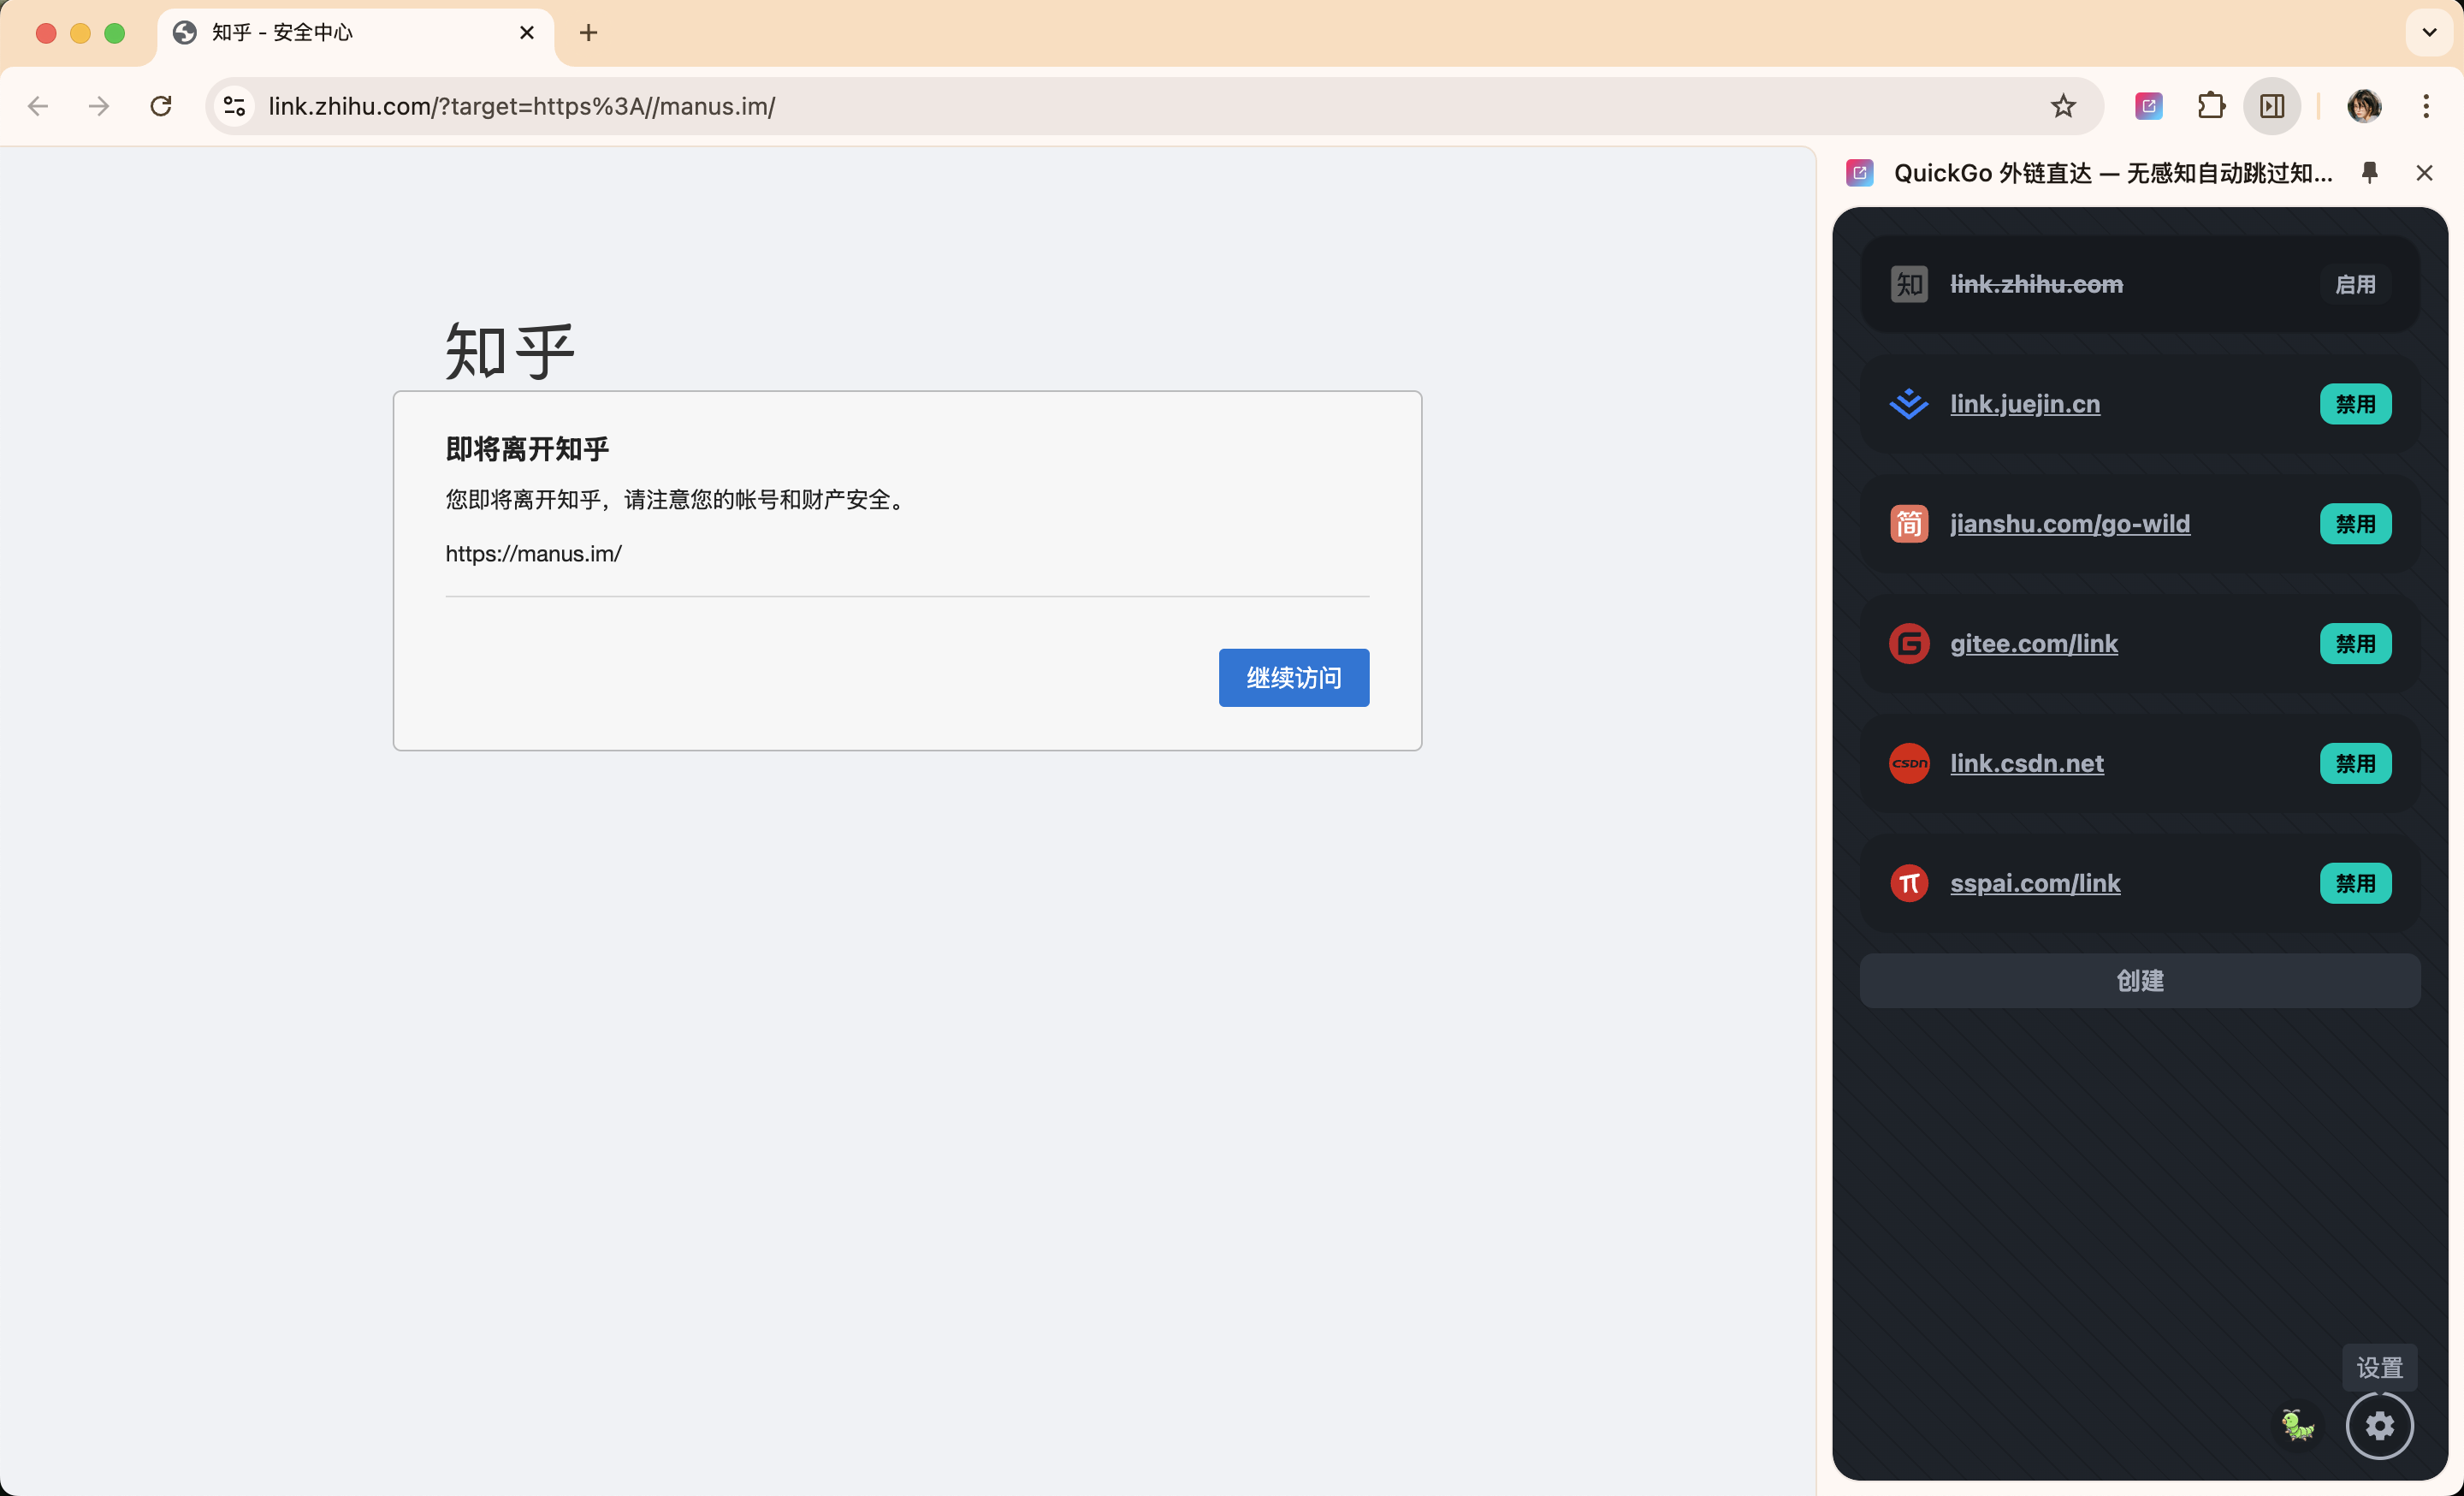 知乎 - 安全中心
link.zhihu.com/?target=https%3A//manus.im/
知乎
即将离开知乎
您即将离开知乎，请注意您的帐号和财产安全。
https://manus.im/
继续访问
QuickGo 外链直达 — 无感知自动跳过知...
知 link.zhihu.com 启用
link.juejin.cn 禁用
简 jianshu.com/go-wild 禁用
G gitee.com/link 禁用
CSDN link.csdn.net 禁用
π sspai.com/link 禁用
创建
设置